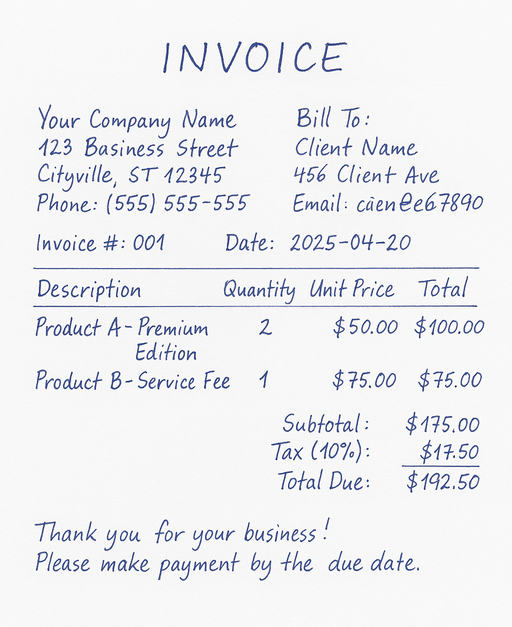 INVOICE
Your Company Name
123 Basiness Street
Cityville, ST 12345
Phone: (555) 555-555
Bill To:
Client Name
456 Client Ave
Email:
Invoice #: 001 Date: 2025-04-20
Description Quantity Unit Price Total
Product A - Premium 2 $50.00 $100.00
Edition
Product B - Service Fee 1 $75.00 $75.00
Subtotal: $175.00
Tax (10%): $17.50
Total Due: $192.50
Thank you for your business!
Please make payment by the due date.